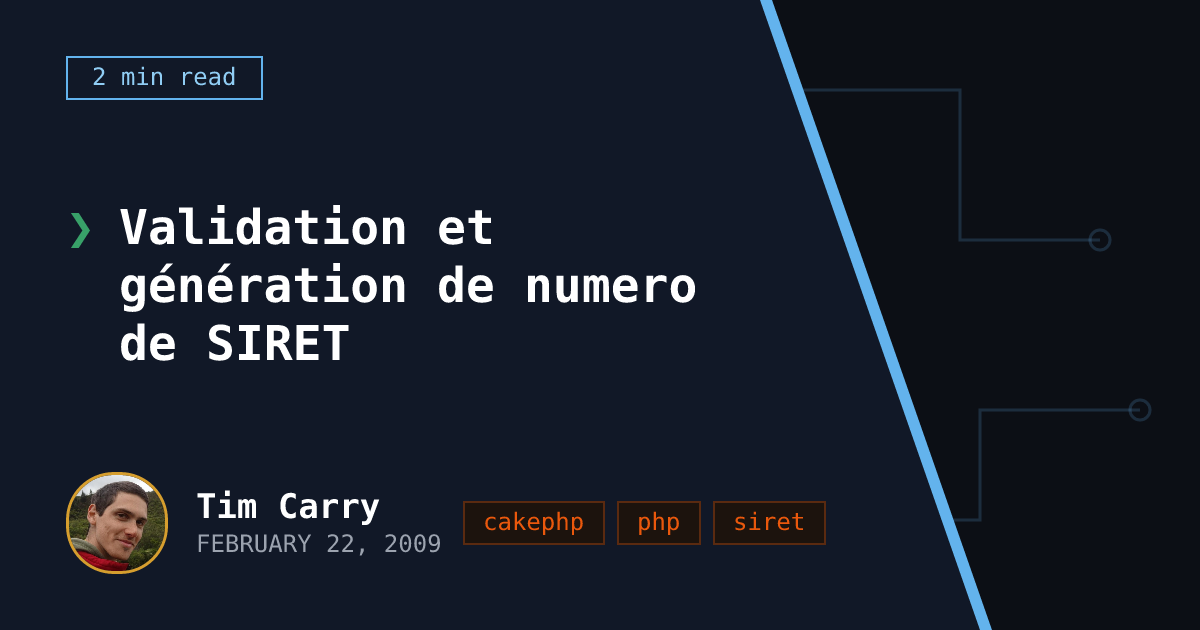 2 min read
❯ Validation et
génération de numero
de SIRET
Tim Carry
FEBRUARY 22, 2009
cakephp php siret